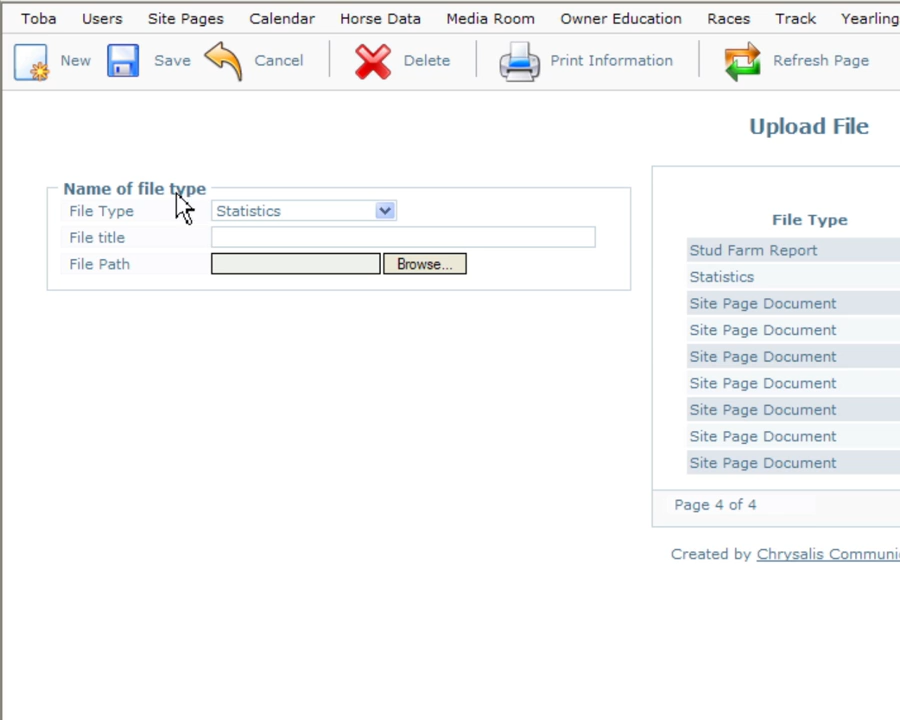 Toba Users Site Pages Calendar Horse Data Media Room Owner Education Races Track Yearling
New Save Cancel Delete Print Information Refresh Page
Upload File
Name of file type
File Type Statistics
File title
File Path Browse...
File Type
Stud Farm Report
Statistics
Site Page Document
Site Page Document
Site Page Document
Site Page Document
Site Page Document
Site Page Document
Site Page Document
Page 4 of 4
Created by Chrysalis Communi